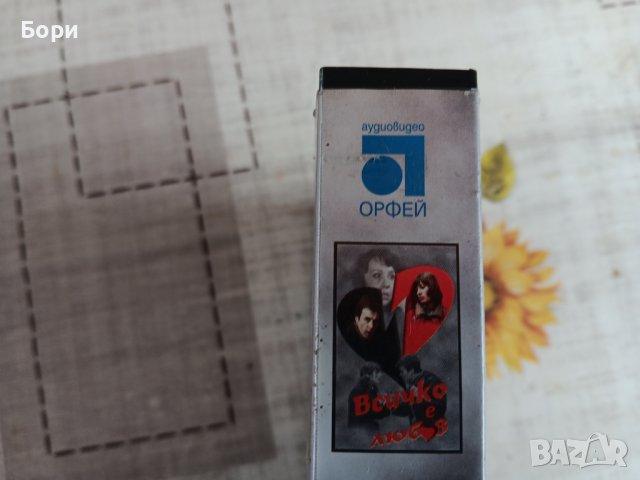 Бори
аудиовидео
ОРФЕЙ
Всичко
е
любов
BAZAR